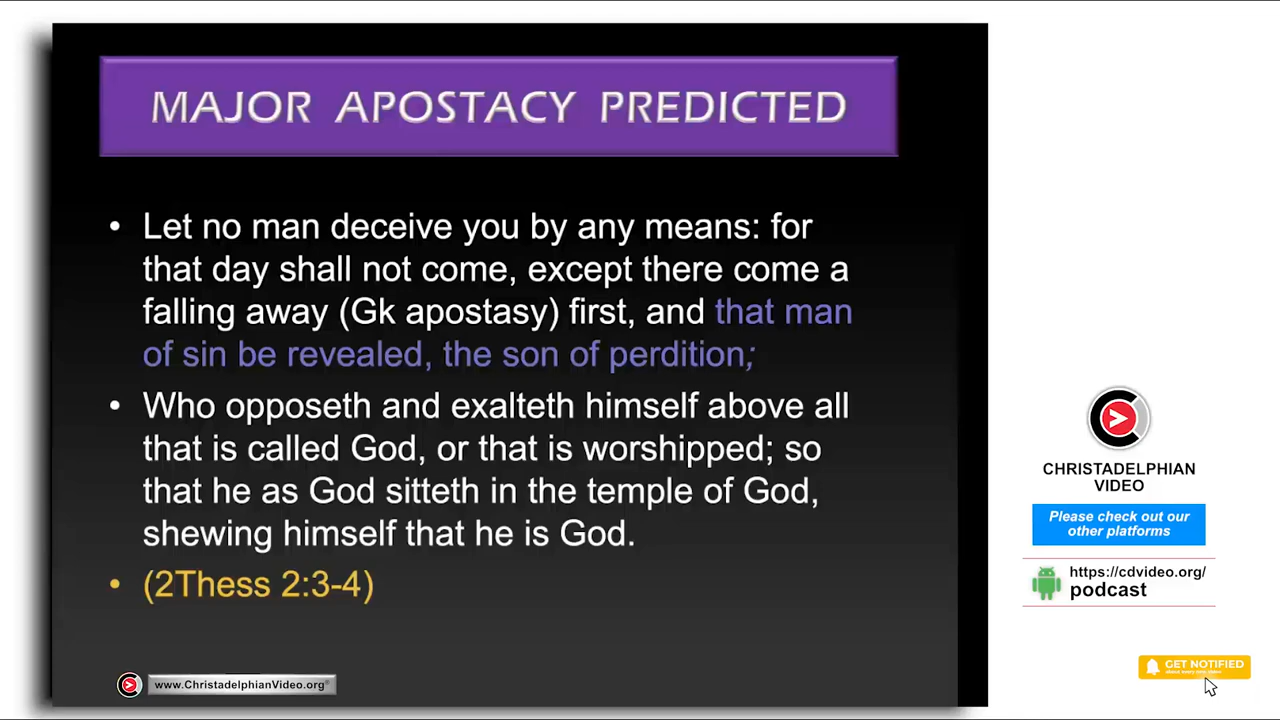 MAJOR APOSTACY PREDICTED
• Let no man deceive you by any means: for
that day shall not come, except there come a
falling away (Gk apostasy) first, and that man
of sin be revealed, the son of perdition;
• Who opposeth and exalteth himself above all
that is called God, or that is worshipped; so
that he as God sitteth in the temple of God,
shewing himself that he is God.
• (2Thess 2:3-4)
www.ChristadelphianVideo.org
CHRISTADELPHIAN
VIDEO
Please check out our
other platforms
https://cdvideo.org/
podcast
GET NOTIFIED
about every new video